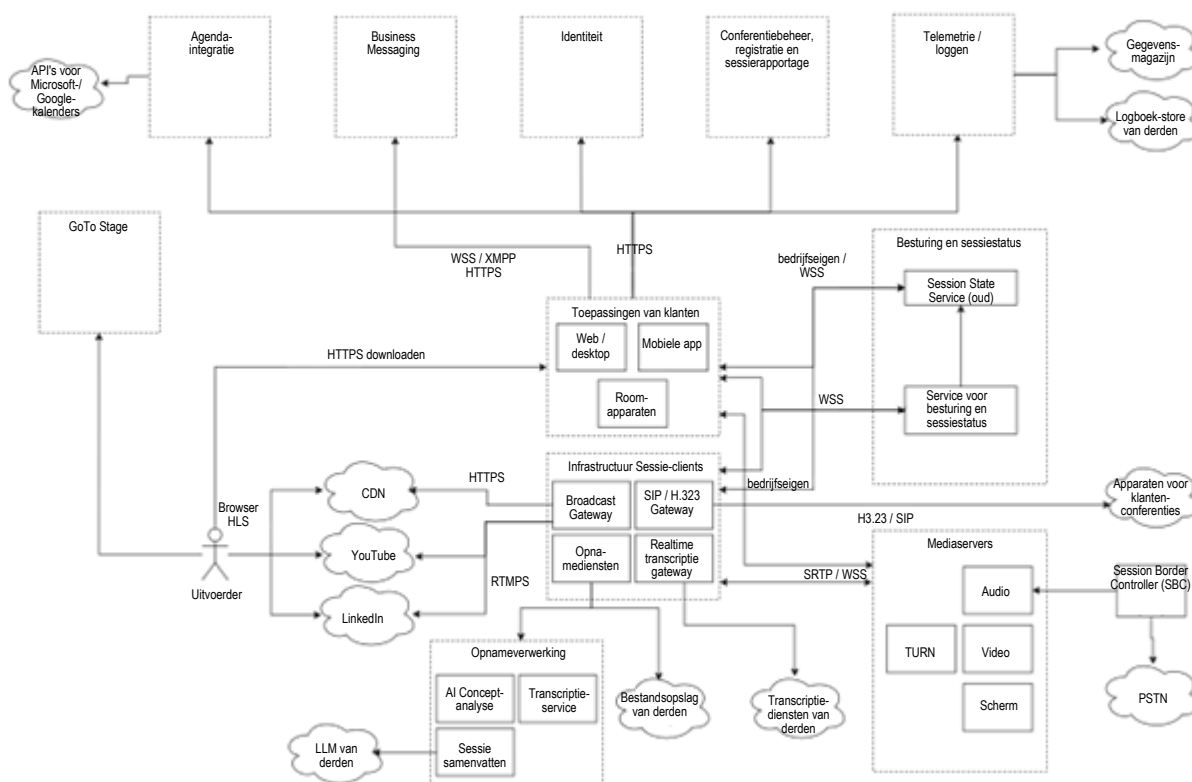 Agenda-
integratie
Business
Messaging
Identiteit
Conferentiebeheer,
registratie en
sessierapportage
Telemetrie /
loggen
Gegevens-
magazijn
API's voor
Microsoft-/
Google-
kalenders
Logboek-store
van derden
GoTo Stage
WSS / XMPP
HTTPS
HTTPS
bedrijfseigen /
WSS
Besturing en sessiestatus
Session State
Service (oud)
Toepassingen van klanten
Web /
desktop
Mobiele app
HTTPS downloaden
Room-
apparaten
WSS
Service voor
besturing en
sessiestatus
Infrastructuur Sessie-clients
HTTPS
CDN
Broadcast
Gateway
SIP / H.323
Gateway
bedrijfseigen
Apparaten voor
klanten-
conferenties
Browser
HLS
H3.23 / SIP
YouTube
Opna-
mediensten
Realtime
transcriptie
gateway
Mediaservers
RTMPS
SRTP / WSS
Session Border
Controller (SBC)
Uitvoerder
LinkedIn
Audio
Opnameverwerking
TURN
Video
AI Concept-
analyse
Transcriptie-
service
Bestandsopslag
van derden
Transcriptie-
diensten van
derden
Scherm
PSTN
LLM van
derden
Sessie
samenvatten